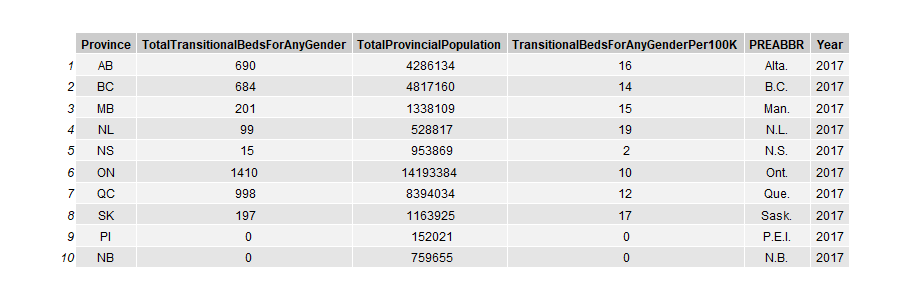 Province TotalTransitionalBedsForAnyGender TotalProvincialPopulation TransitionalBedsForAnyGenderPer100K PREABBR Year
1 AB 690 4286134 16 Alta. 2017
2 BC 684 4817160 14 B.C. 2017
3 MB 201 1338109 15 Man. 2017
4 NL 99 528817 19 N.L. 2017
5 NS 15 953869 2 N.S. 2017
6 ON 1410 14193384 10 Ont. 2017
7 QC 998 8394034 12 Que. 2017
8 SK 197 1163925 17 Sask. 2017
9 PI 0 152021 0 P.E.I. 2017
10 NB 0 759655 0 N.B. 2017